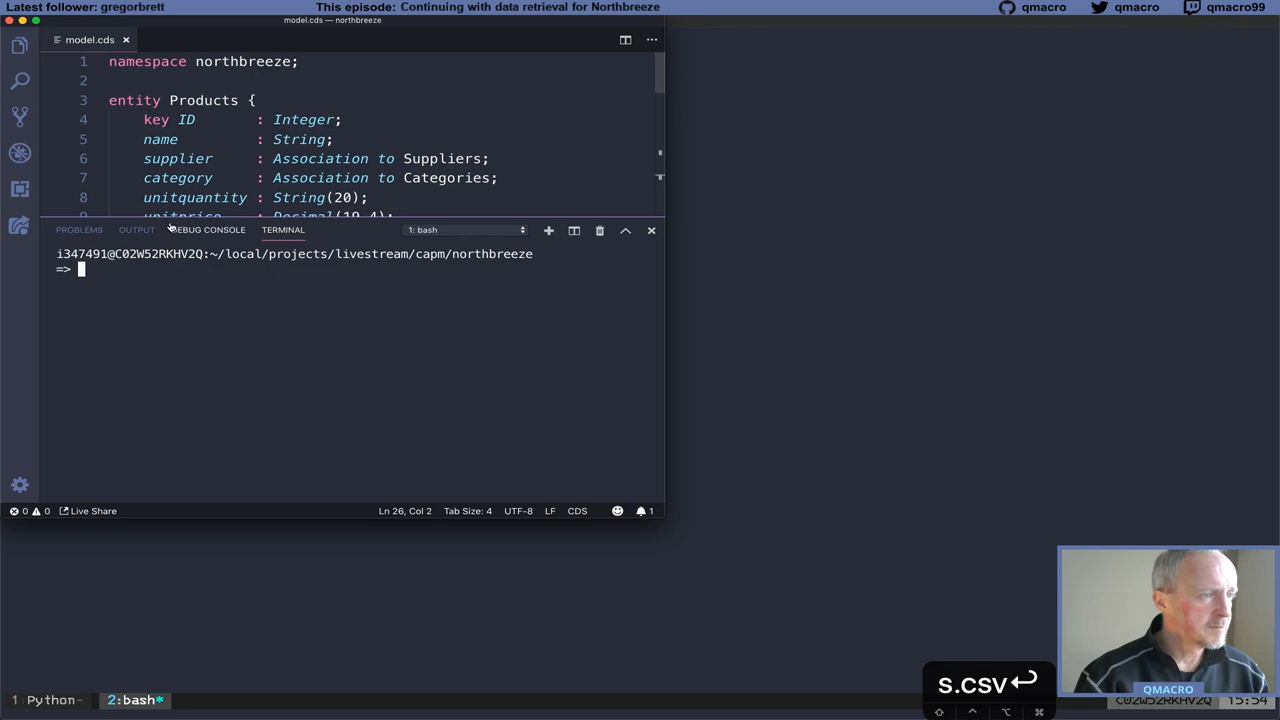 Latest follower: gregorbrett
This episode: Continuing with data retrieval for Northbreeze
qmacro
qmacro
qmacro99
model.cds — northbreeze
model.cds
1 namespace northbreeze;
2
3 entity Products {
4 key ID : Integer;
5 name : String;
6 supplier : Association to Suppliers;
7 category : Association to Categories;
8 unitquantity : String(20);
9 unitprice : Decimal(19,4);
PROBLEMS OUTPUT DEBUG CONSOLE TERMINAL 1: bash
i347491@C02W52RKHV2Q:~/local/projects/livestream/capm/northbreeze
=>
0 0 Live Share Ln 26, Col 2 Tab Size: 4 UTF-8 LF CDS 1
s.csv
QMACRO
1 Python- 2:bash* C02W52RKHV2Q 15:54